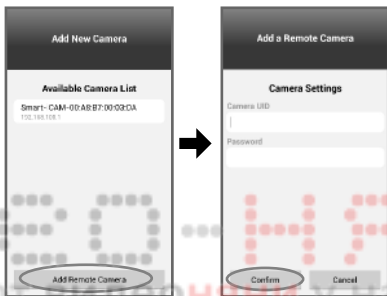 Add New Camera
Available Camera List
Smart- CAM-00:A8:B7:00:03:DA
192.168.108.1
Add Remote Camera
Add a Remote Camera
Camera Settings
Camera UID
Password
Confirm
Cancel